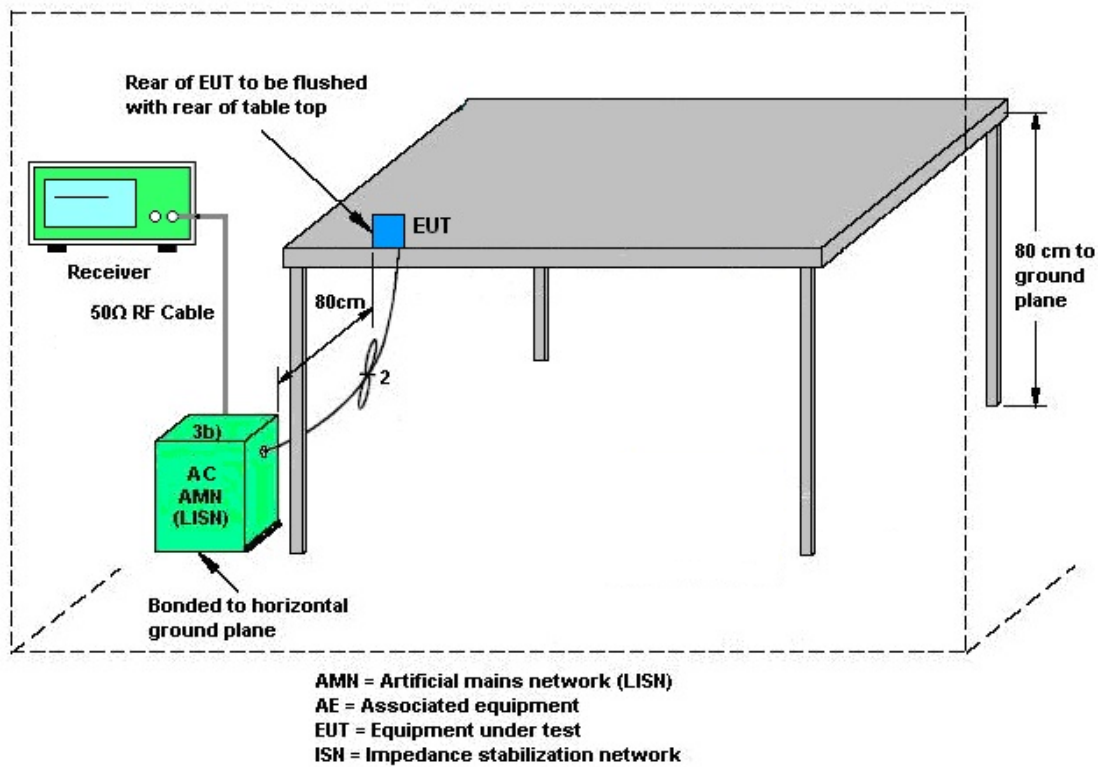 Rear of EUT to be flushed
with rear of table top
EUT
Receiver
50Ω RF Cable
80cm
80 cm to
ground
plane
2
3b)
AC
AMN
(LISN)
Bonded to horizontal
ground plane
AMN = Artificial mains network (LISN)
AE = Associated equipment
EUT = Equipment under test
ISN = Impedance stabilization network